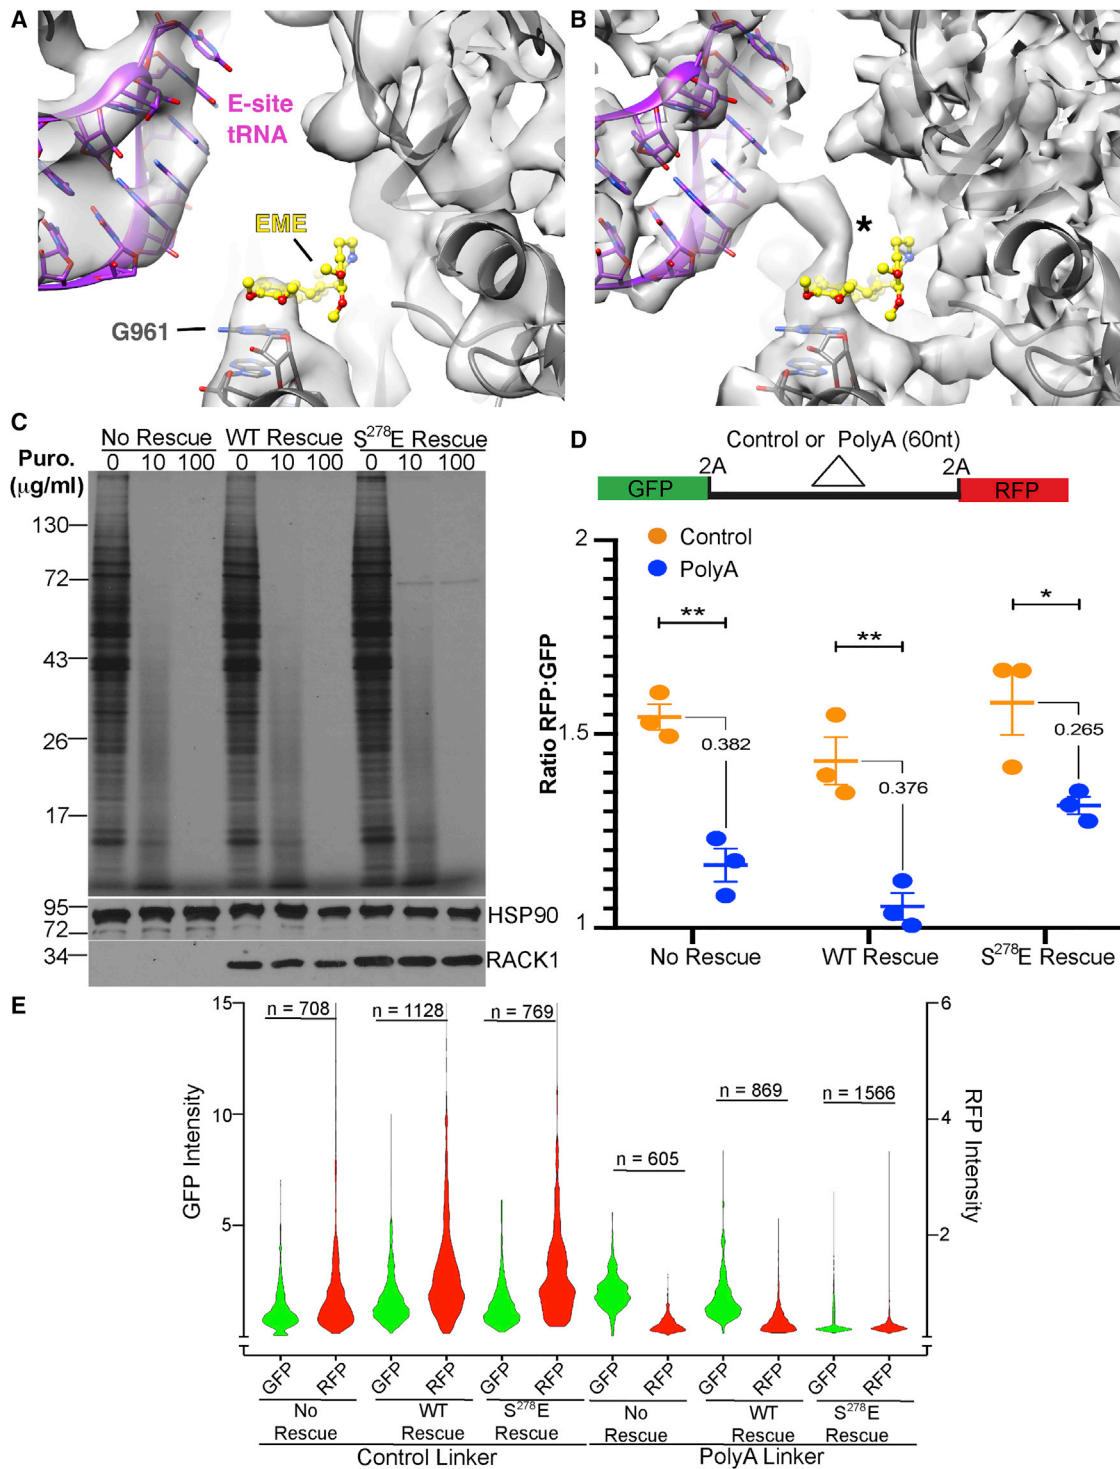 A
E-site
tRNA
EME
G961
B
*
C
No Rescue WT Rescue S²⁷⁸E Rescue
Puro. 0 10 100 0 10 100 0 10 100
(µg/ml)
130
72
43
26
17
95
72
HSP90
34
RACK1
D
Control or PolyA (60nt)
2A 2A
GFP RFP
Control
PolyA
Ratio RFP:GFP
2
1.5
1
**
**
*
0.382
0.376
0.265
No Rescue WT Rescue S²⁷⁸E Rescue
E
GFP Intensity
15
10
5
RFP Intensity
6
4
2
n = 708
n = 1128
n = 769
n = 605
n = 869
n = 1566
GFP RFP GFP RFP GFP RFP GFP RFP GFP RFP GFP RFP
No WT S²⁷⁸E No WT S²⁷⁸E
Rescue Rescue Rescue Rescue Rescue Rescue
Control Linker PolyA Linker